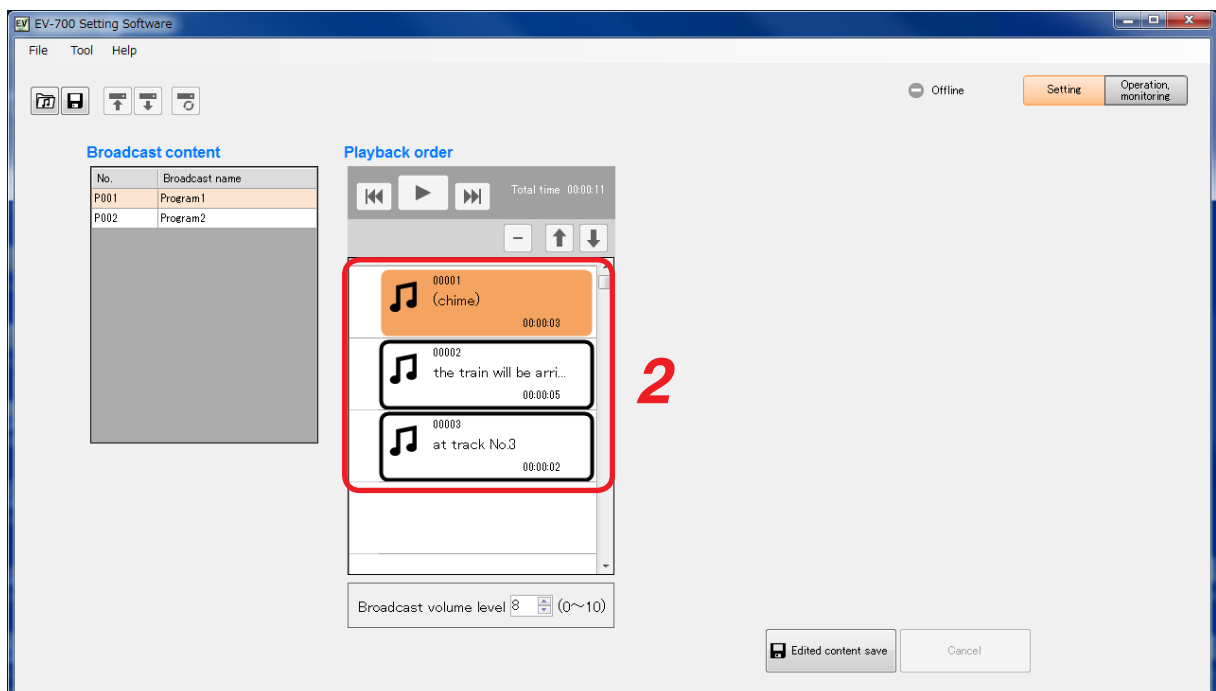 EV EV-700 Setting Software
File Tool Help
Offline
Setting
Operation,
monitoring
Broadcast content
No. Broadcast name
P001 Program1
P002 Program2
Playback order
Total time 00:00:11
00001
(chime)
00:00:03
00002
the train will be arri...
00:00:05
00003
at track No.3
00:00:02
2
Broadcast volume level 8 (0～10)
Edited content save
Cancel